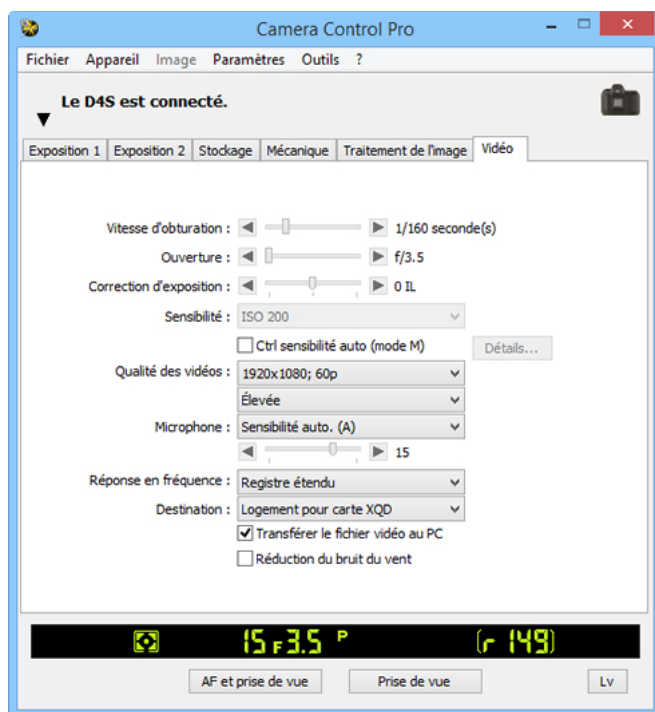 Camera Control Pro
Fichier Appareil Image Paramètres Outils ?
Le D4S est connecté.
Exposition 1 Exposition 2 Stockage Mécanique Traitement de l'image Vidéo
Vitesse d'obturation : 1/160 seconde(s)
Ouverture : f/3.5
Correction d'exposition : 0 IL
Sensibilité : ISO 200
Ctrl sensibilité auto (mode M) Détails...
Qualité des vidéos : 1920x1080; 60p
Élevée
Microphone : Sensibilité auto. (A)
15
Réponse en fréquence : Registre étendu
Destination : Logement pour carte XQD
Transférer le fichier vidéo au PC
Réduction du bruit du vent
15 F3.5 P (r 149)
AF et prise de vue Prise de vue Lv